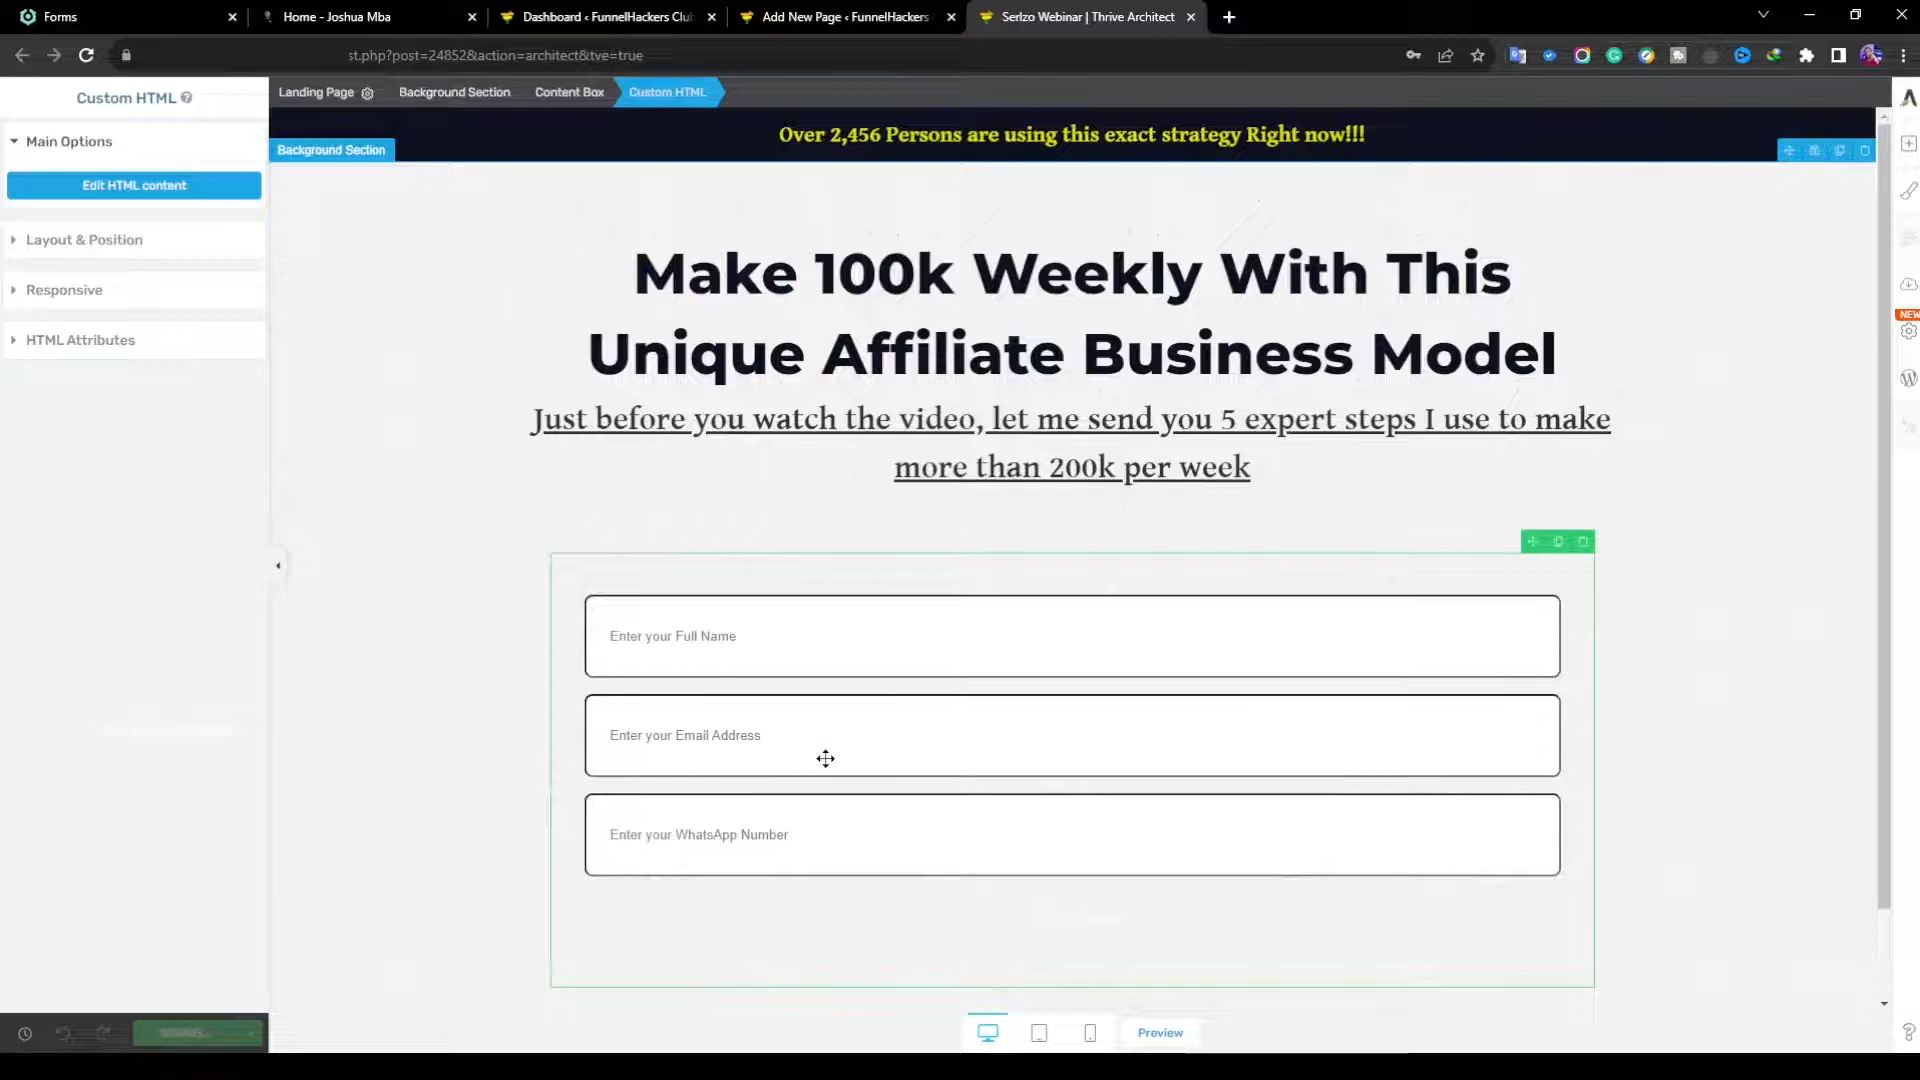 Forms
Home - Joshua Mba
Dashboard ‹ FunnelHackers Clu
Add New Page ‹ FunnelHackers
Serlzo Webinar | Thrive Architect
st.php?post=24852&action=architect&tve=true
Custom HTML
Landing Page
Background Section
Content Box
Custom HTML
Main Options
Edit HTML content
Layout & Position
Responsive
HTML Attributes
Over 2,456 Persons are using this exact strategy Right now!!!
Background Section
Make 100k Weekly With This
Unique Affiliate Business Model
Just before you watch the video, let me send you 5 expert steps I use to make
more than 200k per week
Enter your Full Name
Enter your Email Address
Enter your WhatsApp Number
NEW
Preview